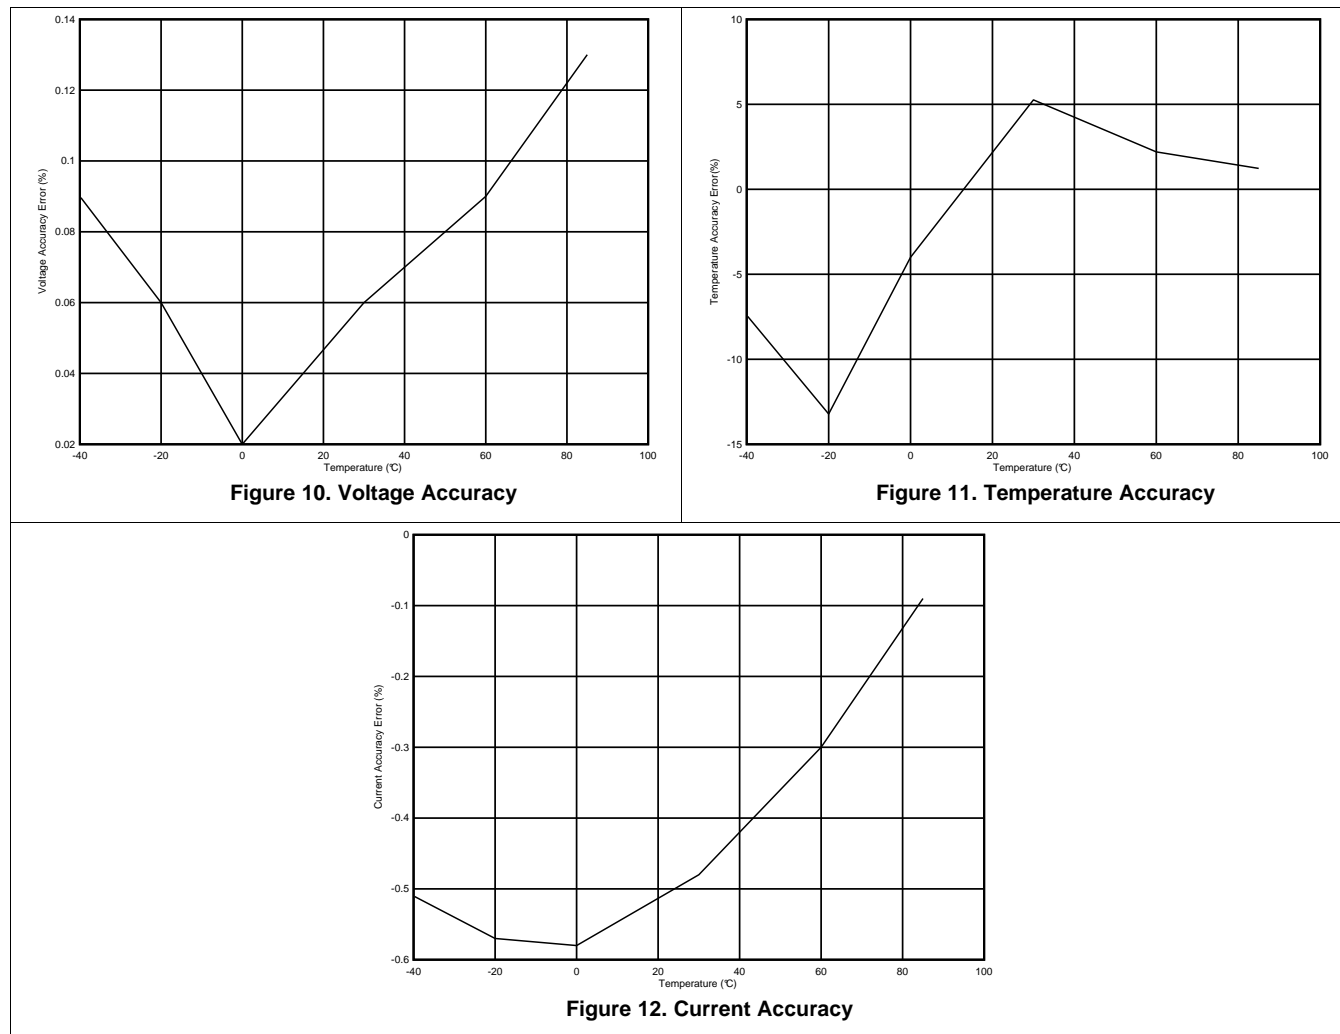 0.14
0.12
0.1
0.08
0.06
0.04
0.02
-40 -20 0 20 40 60 80 100
Voltage Accuracy Error (%)
Temperature (°C)
Figure 10. Voltage Accuracy
10
5
0
-5
-10
-15
-40 -20 0 20 40 60 80 100
Temperature Accuracy Error(%)
Temperature (°C)
Figure 11. Temperature Accuracy
0
-0.1
-0.2
-0.3
-0.4
-0.5
-0.6
-40 -20 0 20 40 60 80 100
Current Accuracy Error (%)
Temperature (°C)
Figure 12. Current Accuracy